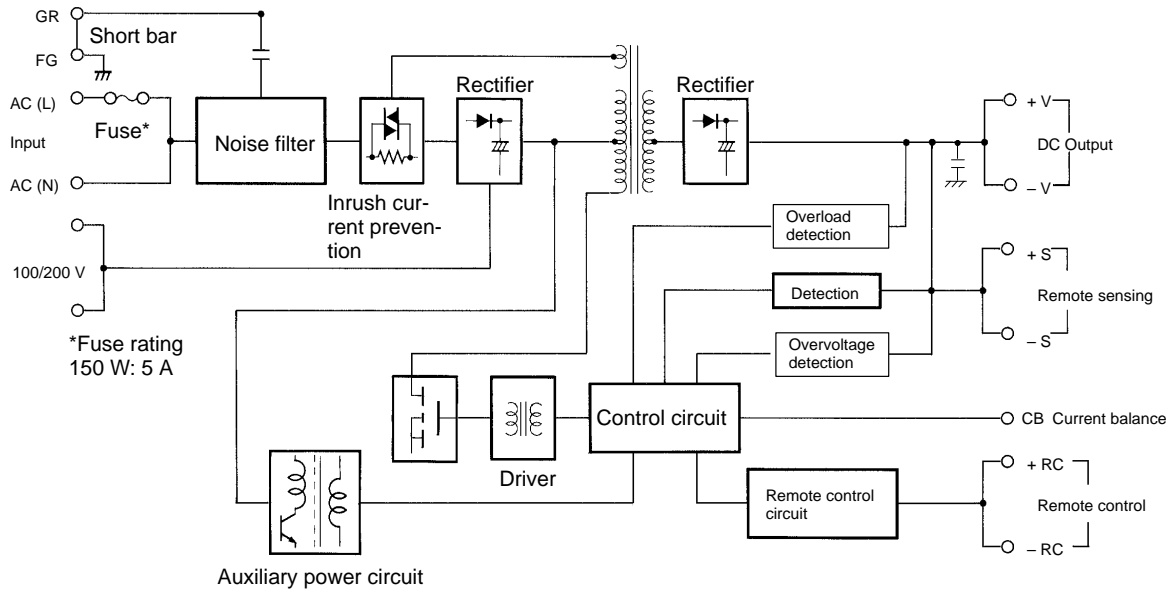 GR
Short bar
FG
AC (L)
Fuse*
Input
AC (N)
Noise filter
Inrush cur-
rent preven-
tion
Rectifier
Rectifier
+ V
DC Output
– V
100/200 V
*Fuse rating
150 W: 5 A
Overload
detection
Detection
Overvoltage
detection
+ S
Remote sensing
– S
Control circuit
Driver
CB Current balance
Remote control
circuit
+ RC
Remote control
– RC
Auxiliary power circuit